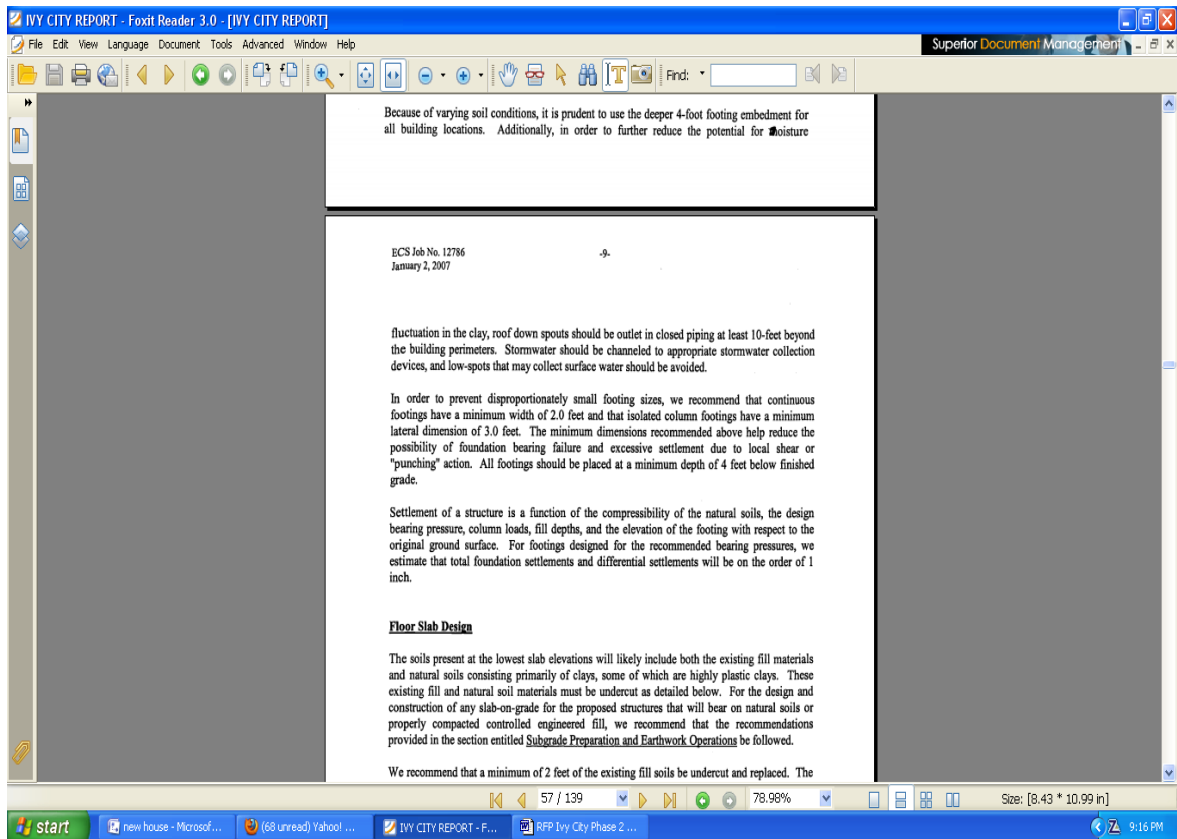 IVY CITY REPORT - Foxit Reader 3.0 - [IVY CITY REPORT]
File Edit View Language Document Tools Advanced Window Help
Superior Document Management
Find:
Because of varying soil conditions, it is prudent to use the deeper 4-foot footing embedment for
all building locations. Additionally, in order to further reduce the potential for moisture
ECS Job No. 12786
-9-
January 2, 2007
fluctuation in the clay, roof down spouts should be outlet in closed piping at least 10-feet beyond
the building perimeters. Stormwater should be channeled to appropriate stormwater collection
devices, and low-spots that may collect surface water should be avoided.
In order to prevent disproportionately small footing sizes, we recommend that continuous
footings have a minimum width of 2.0 feet and that isolated column footings have a minimum
lateral dimension of 3.0 feet. The minimum dimensions recommended above help reduce the
possibility of foundation bearing failure and excessive settlement due to local shear or
"punching" action. All footings should be placed at a minimum depth of 4 feet below finished
grade.
Settlement of a structure is a function of the compressibility of the natural soils, the design
bearing pressure, column loads, fill depths, and the elevation of the footing with respect to the
original ground surface. For footings designed for the recommended bearing pressures, we
estimate that total foundation settlements and differential settlements will be on the order of 1
inch.
Floor Slab Design
The soils present at the lowest slab elevations will likely include both the existing fill materials
and natural soils consisting primarily of clays, some of which are highly plastic clays. These
existing fill and natural soil materials must be undercut as detailed below. For the design and
construction of any slab-on-grade for the proposed structures that will bear on natural soils or
properly compacted controlled engineered fill, we recommend that the recommendations
provided in the section entitled Subgrade Preparation and Earthwork Operations be followed.
We recommend that a minimum of 2 feet of the existing fill soils be undercut and replaced. The
57 / 139
78.98%
Size: [8.43 * 10.99 in]
start
new house - Microsof...
(68 unread) Yahoo! ...
IVY CITY REPORT - F...
RFP Ivy City Phase 2 ...
9:16 PM